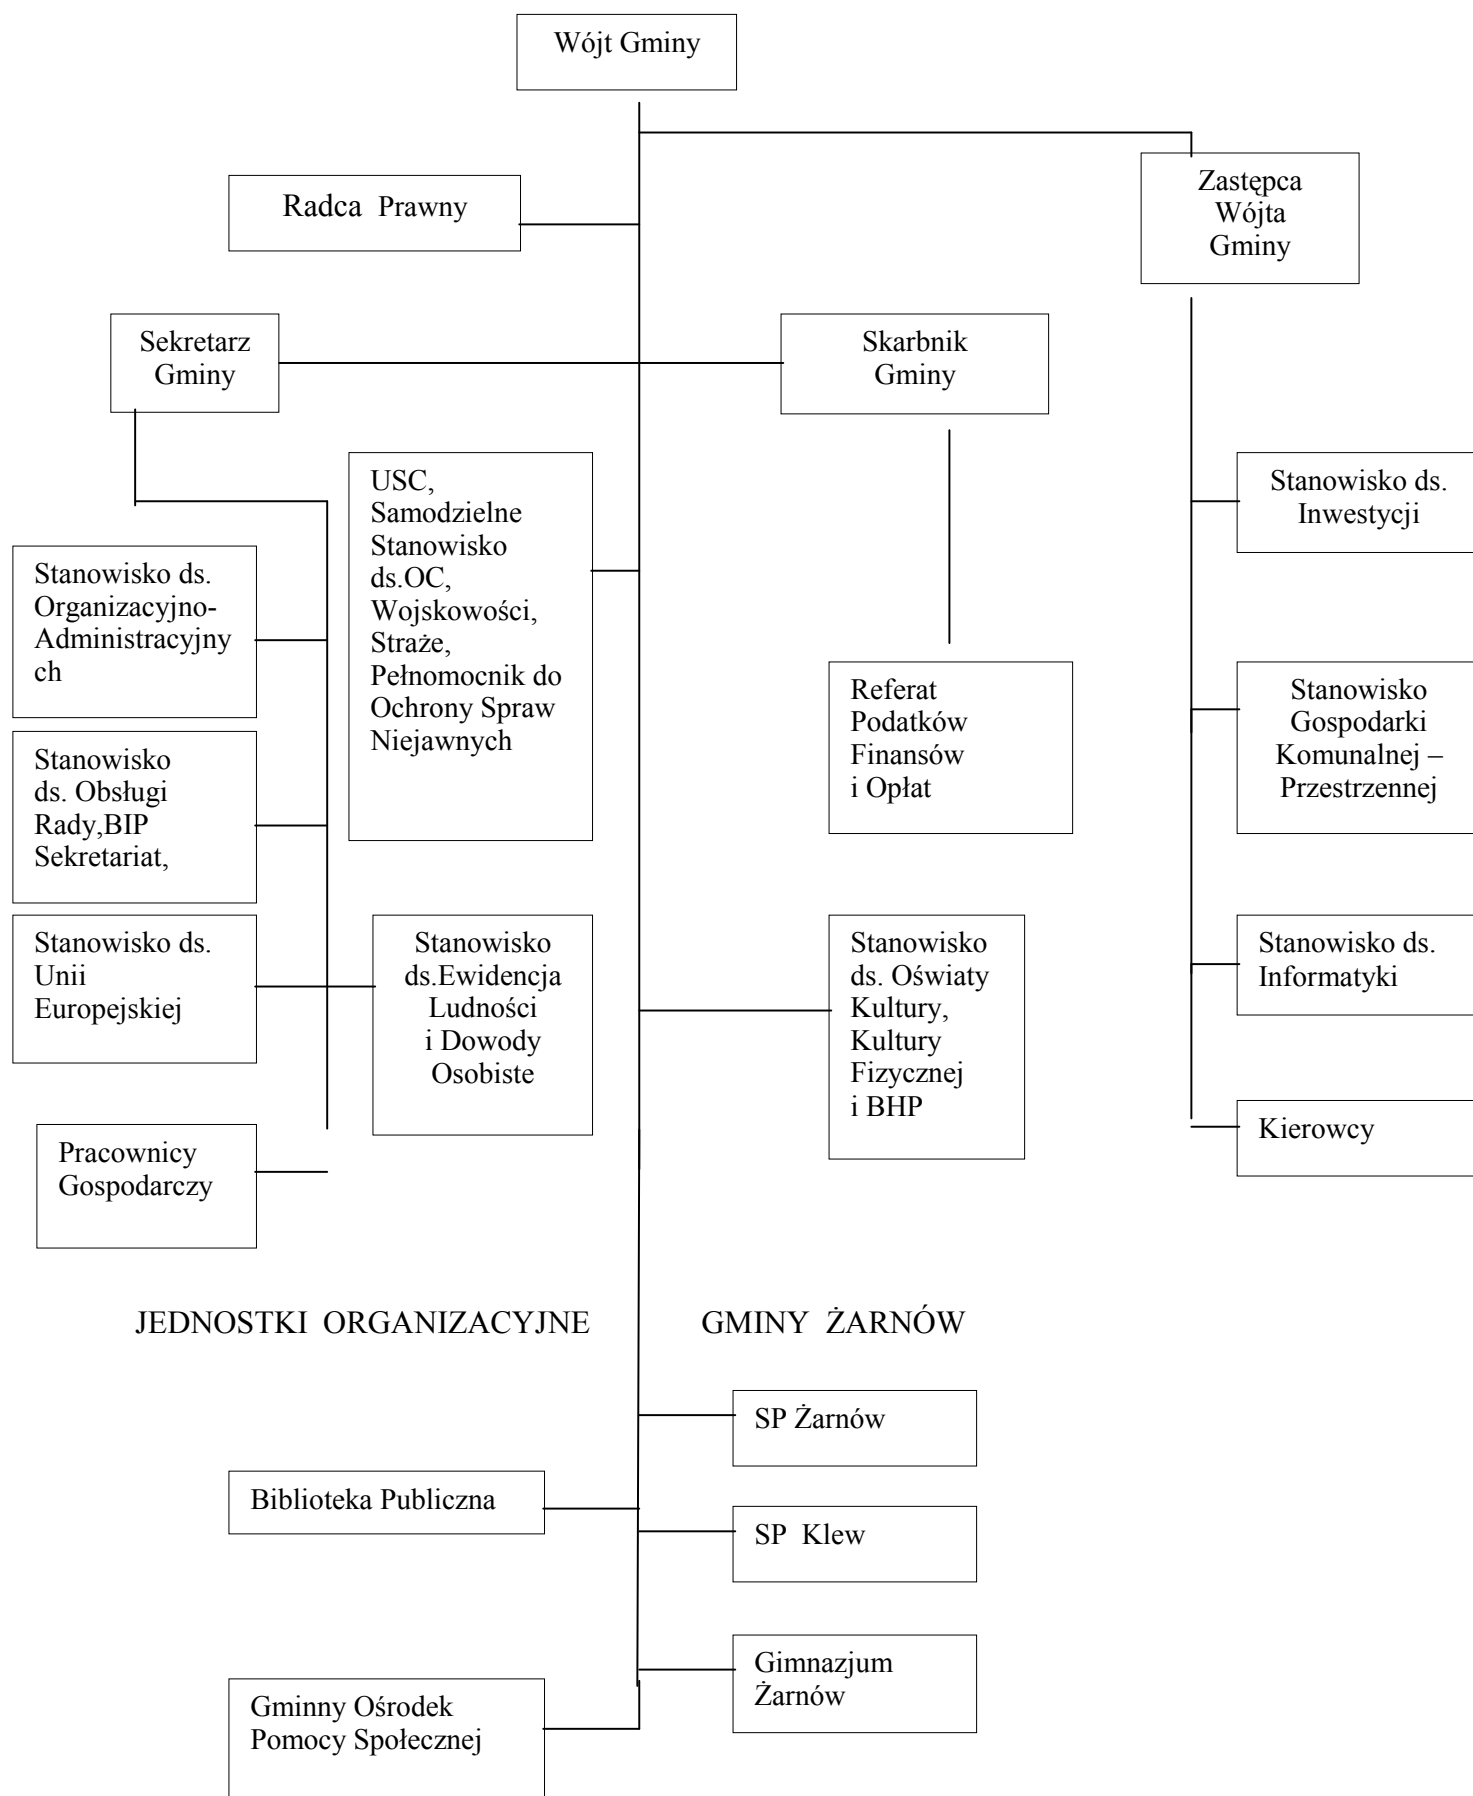 Wójt Gminy
Radca Prawny
Zastępca
Wójta
Gminy
Sekretarz
Gminy
Skarbnik
Gminy
USC,
Samodzielne
Stanowisko
ds.OC,
Wojskowości,
Straże,
Pełnomocnik do
Ochrony Spraw
Niejawnych
Stanowisko ds.
Inwestycji
Stanowisko ds.
Organizacyjno-
Administracyjny
ch
Referat
Podatków
Finansów
i Opłat
Stanowisko
Gospodarki
Komunalnej –
Przestrzennej
Stanowisko
ds. Obsługi
Rady,BIP
Sekretariat,
Stanowisko ds.
Unii
Europejskiej
Stanowisko
ds.Ewidencja
Ludności
i Dowody
Osobiste
Stanowisko
ds. Oświaty
Kultury,
Kultury
Fizycznej
i BHP
Stanowisko ds.
Informatyki
Kierowcy
Pracownicy
Gospodarczy
JEDNOSTKI ORGANIZACYJNE GMINY ŻARNÓW
SP Żarnów
Biblioteka Publiczna
SP Klew
Gimnazjum
Żarnów
Gminny Ośrodek
Pomocy Społecznej